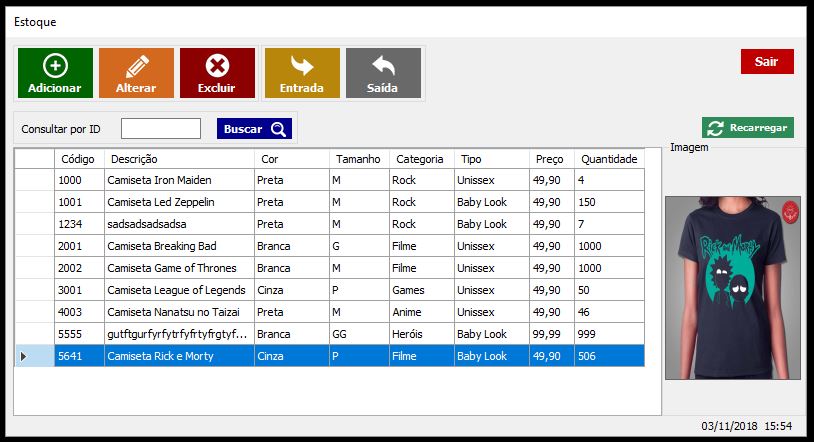 Estoque
Adicionar Alterar Excluir Entrada Saída Sair
Consultar por ID Buscar Recarregar
Imagem
Código Descrição Cor Tamanho Categoria Tipo Preço Quantidade
1000 Camiseta Iron Maiden Preta M Rock Unissex 49,90 4
1001 Camiseta Led Zeppelin Preta M Rock Baby Look 49,90 150
1234 sadsadsadsadsa Preta M Rock Baby Look 49,90 7
2001 Camiseta Breaking Bad Branca G Filme Unissex 49,90 1000
2002 Camiseta Game of Thrones Branca M Filme Unissex 49,90 1000
3001 Camiseta League of Legends Cinza P Games Unissex 49,90 50
4003 Camiseta Nanatsu no Taizai Preta M Anime Unissex 49,90 46
5555 gutftgurfyrfytrfyfrtyfrgtyf... Branca GG Heróis Baby Look 99,99 999
5641 Camiseta Rick e Morty Cinza P Filme Baby Look 49,90 506
Rick and Morty
03/11/2018 15:54